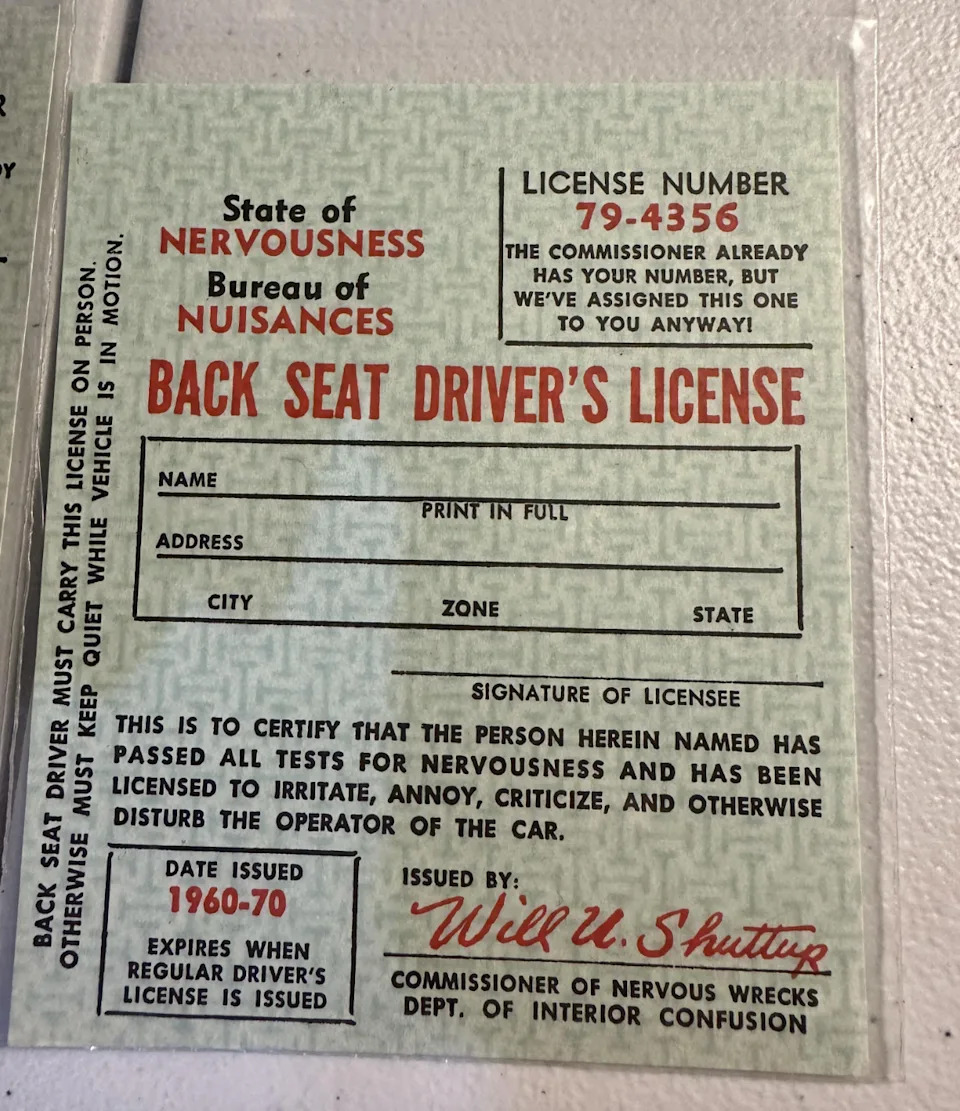 State of
NERVOUSNESS
Bureau of
NUISANCES
LICENSE NUMBER
79-4356
THE COMMISSIONER ALREADY
HAS YOUR NUMBER, BUT
WE'VE ASSIGNED THIS ONE
TO YOU ANYWAY!
BACK SEAT DRIVER'S LICENSE
NAME
PRINT IN FULL
ADDRESS
CITY ZONE STATE
SIGNATURE OF LICENSEE
THIS IS TO CERTIFY THAT THE PERSON HEREIN NAMED HAS
PASSED ALL TESTS FOR NERVOUSNESS AND HAS BEEN
LICENSED TO IRRITATE, ANNOY, CRITICIZE, AND OTHERWISE
DISTURB THE OPERATOR OF THE CAR.
DATE ISSUED
1960-70
EXPIRES WHEN
REGULAR DRIVER'S
LICENSE IS ISSUED
ISSUED BY:
Will U. Shuttup
COMMISSIONER OF NERVOUS WRECKS
DEPT. OF INTERIOR CONFUSION
BACK SEAT DRIVER MUST CARRY THIS LICENSE ON PERSON.
OTHERWISE MUST KEEP QUIET WHILE VEHICLE IS IN MOTION.